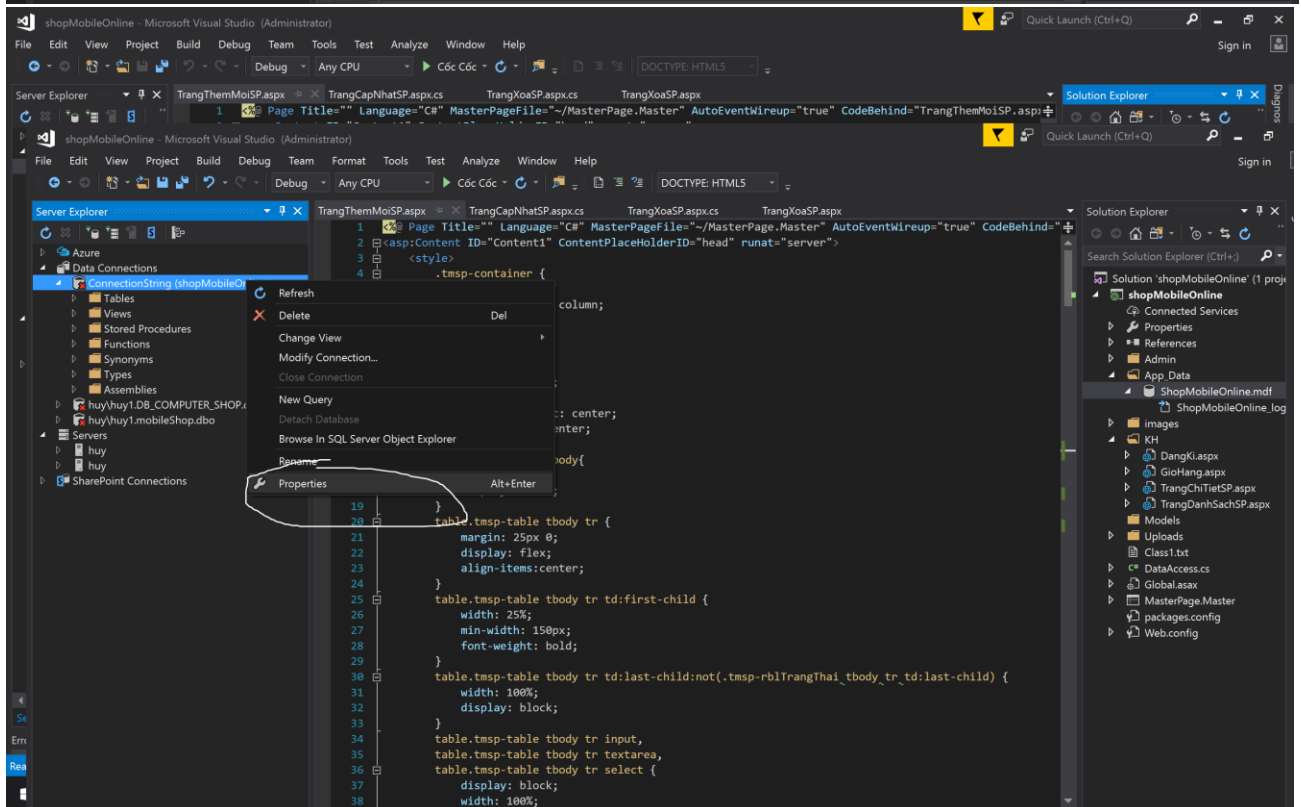 shopMobileOnline - Microsoft Visual Studio (Administrator)
Quick Launch (Ctrl+Q)
File Edit View Project Build Debug Team Tools Test Analyze Window Help
Sign in
Debug Any CPU Cốc Cốc DOCTYPE: HTML5
Server Explorer
TrangThemMoiSP.aspx TrangCapNhatSP.aspx.cs TrangXoaSP.aspx.cs TrangXoaSP.aspx
Solution Explorer
1 <%@ Page Title="" Language="C#" MasterPageFile="~/MasterPage.Master" AutoEventWireup="true" CodeBehind="TrangThemMoiSP.asp
Diagnos
shopMobileOnline - Microsoft Visual Studio (Administrator)
Quick Launch (Ctrl+Q)
File Edit View Project Build Debug Team Format Tools Test Analyze Window Help
Sign in
Debug Any CPU Cốc Cốc DOCTYPE: HTML5
Server Explorer
Azure
Data Connections
ConnectionString (shopMobileOn
Tables
Views
Stored Procedures
Functions
Synonyms
Types
Assemblies
huy\huy1.DB_COMPUTER_SHOP.
huy\huy1.mobileShop.dbo
Servers
huy
huy
SharePoint Connections
Refresh
Delete Del
Change View
Modify Connection...
Close Connection
New Query
Detach Database
Browse In SQL Server Object Explorer
Rename
Properties Alt+Enter
TrangThemMoiSP.aspx TrangCapNhatSP.aspx.cs TrangXoaSP.aspx.cs TrangXoaSP.aspx
1 <%@ Page Title="" Language="C#" MasterPageFile="~/MasterPage.Master" AutoEventWireup="true" CodeBehind="
2 <asp:Content ID="Content1" ContentPlaceHolderID="head" runat="server">
3 <style>
4 .tmsp-container {
column;
;
: center;
enter;
body{
;
19 }
20 table.tmsp-table tbody tr {
21 margin: 25px 0;
22 display: flex;
23 align-items:center;
24 }
25 table.tmsp-table tbody tr td:first-child {
26 width: 25%;
27 min-width: 150px;
28 font-weight: bold;
29 }
30 table.tmsp-table tbody tr td:last-child:not(.tmsp-rblTrangThai tbody tr td:last-child) {
31 width: 100%;
32 display: block;
33 }
34 table.tmsp-table tbody tr input,
35 table.tmsp-table tbody tr textarea,
36 table.tmsp-table tbody tr select {
37 display: block;
38 width: 100%;
Solution Explorer
Search Solution Explorer (Ctrl+;)
Solution 'shopMobileOnline' (1 proje
shopMobileOnline
Connected Services
Properties
References
Admin
App_Data
ShopMobileOnline.mdf
ShopMobileOnline_log
images
KH
DangKi.aspx
GioHang.aspx
TrangChiTietSP.aspx
TrangDanhSachSP.aspx
Models
Uploads
Class1.txt
DataAccess.cs
Global.asax
MasterPage.Master
packages.config
Web.config
Se
Erro
Rea